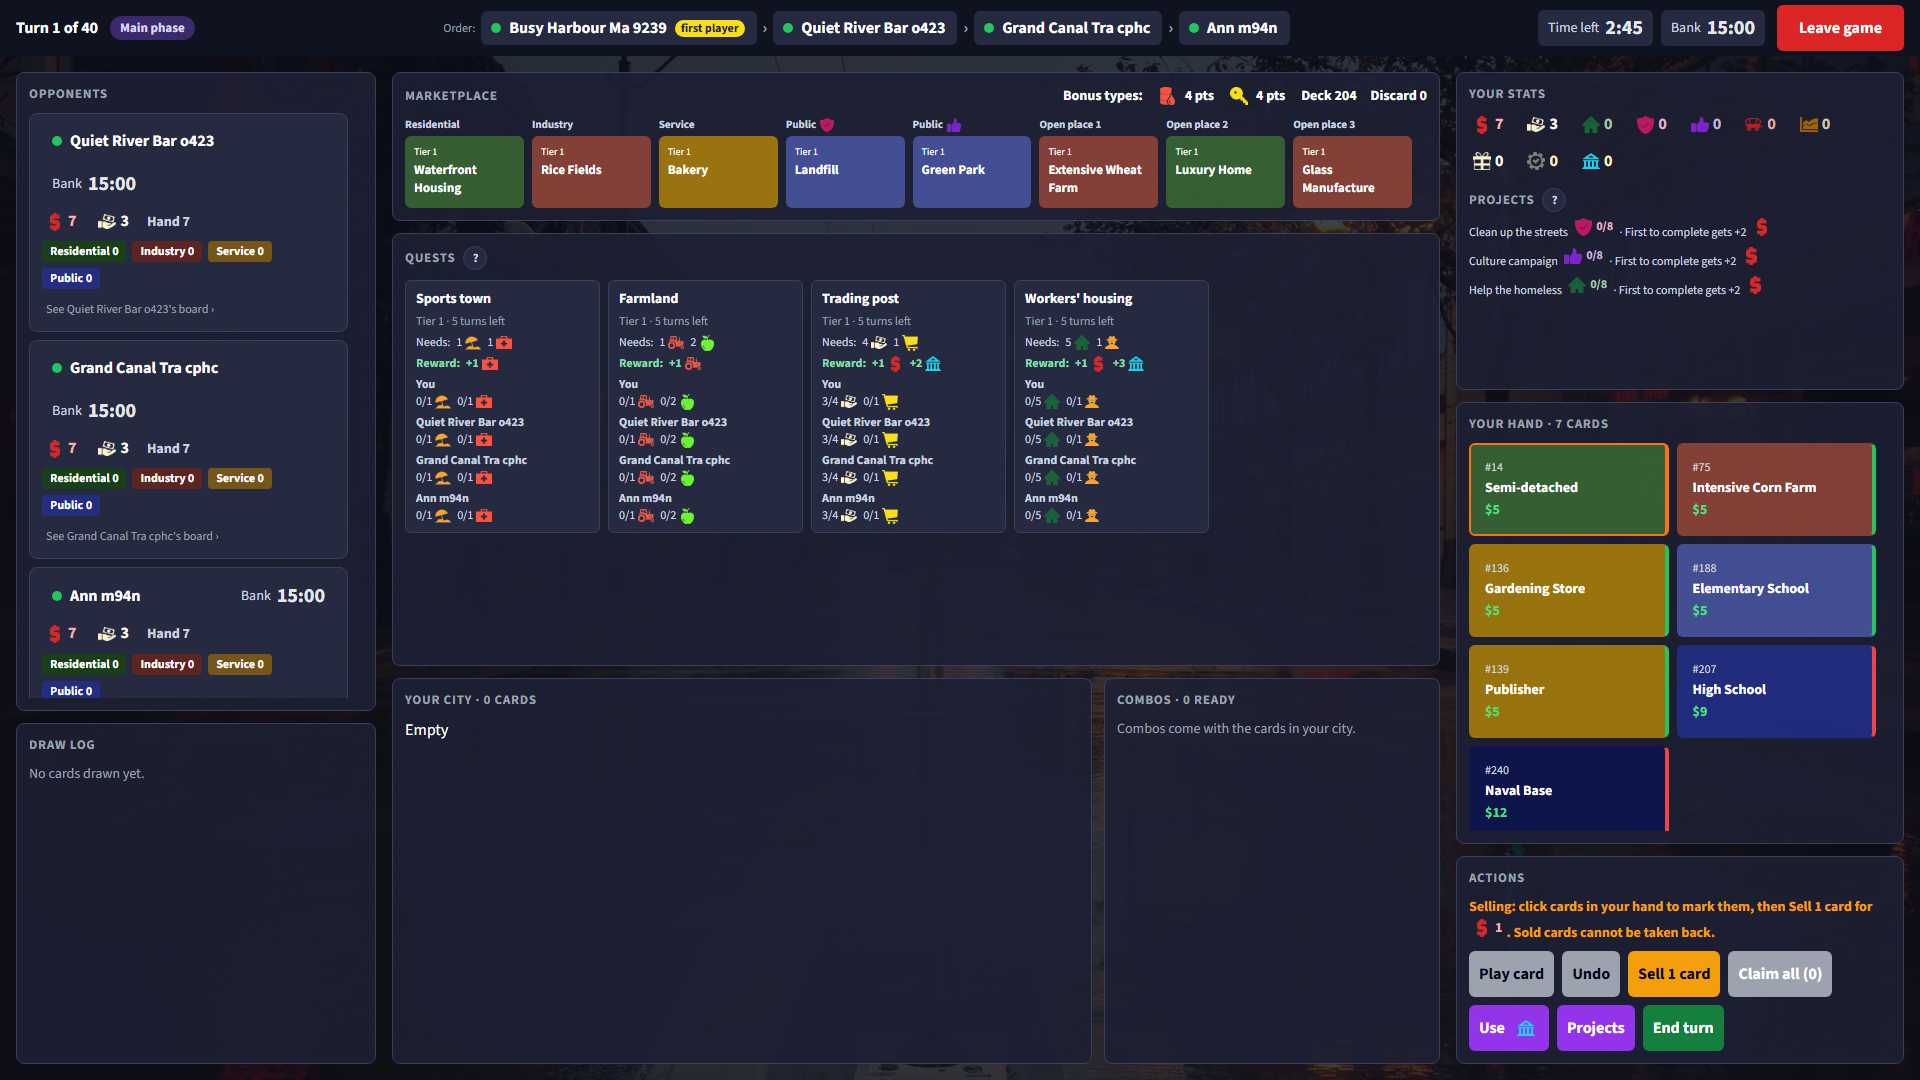 Turn 1 of 40 Main phase
Order: Busy Harbour Ma 9239 first player › Quiet River Bar o423 › Grand Canal Tra cphc › Ann m94n
Time left 2:45 Bank 15:00 Leave game
OPPONENTS
Quiet River Bar o423
Bank 15:00
7 3 Hand 7
Residential 0 Industry 0 Service 0
Public 0
See Quiet River Bar o423's board ›
Grand Canal Tra cphc
Bank 15:00
7 3 Hand 7
Residential 0 Industry 0 Service 0
Public 0
See Grand Canal Tra cphc's board ›
Ann m94n Bank 15:00
7 3 Hand 7
Residential 0 Industry 0 Service 0
Public 0
DRAW LOG
No cards drawn yet.
MARKETPLACE
Bonus types: 4 pts 4 pts Deck 204 Discard 0
Residential Industry Service Public Public Open place 1 Open place 2 Open place 3
Tier 1
Waterfront
Housing
Tier 1
Rice Fields
Tier 1
Bakery
Tier 1
Landfill
Tier 1
Green Park
Tier 1
Extensive Wheat
Farm
Tier 1
Luxury Home
Tier 1
Glass
Manufacture
QUESTS ?
Sports town
Tier 1 · 5 turns left
Needs: 1 1
Reward: +1
You
0/1 0/1
Quiet River Bar o423
0/1 0/1
Grand Canal Tra cphc
0/1 0/1
Ann m94n
0/1 0/1
Farmland
Tier 1 · 5 turns left
Needs: 1 2
Reward: +1
You
0/1 0/2
Quiet River Bar o423
0/1 0/2
Grand Canal Tra cphc
0/1 0/2
Ann m94n
0/1 0/2
Trading post
Tier 1 · 5 turns left
Needs: 4 1
Reward: +1 +2
You
3/4 0/1
Quiet River Bar o423
3/4 0/1
Grand Canal Tra cphc
3/4 0/1
Ann m94n
3/4 0/1
Workers' housing
Tier 1 · 5 turns left
Needs: 5 1
Reward: +1 +3
You
0/5 0/1
Quiet River Bar o423
0/5 0/1
Grand Canal Tra cphc
0/5 0/1
Ann m94n
0/5 0/1
YOUR CITY · 0 CARDS
Empty
COMBOS · 0 READY
Combos come with the cards in your city.
YOUR STATS
7 3 0 0 0 0 0
0 0 0
PROJECTS ?
Clean up the streets 0/8 · First to complete gets +2
Culture campaign 0/8 · First to complete gets +2
Help the homeless 0/8 · First to complete gets +2
YOUR HAND · 7 CARDS
#14
Semi-detached
$5
#75
Intensive Corn Farm
$5
#136
Gardening Store
$5
#188
Elementary School
$5
#139
Publisher
$5
#207
High School
$9
#240
Naval Base
$12
ACTIONS
Selling: click cards in your hand to mark them, then Sell 1 card for
1 . Sold cards cannot be taken back.
Play card Undo Sell 1 card Claim all (0)
Use Projects End turn